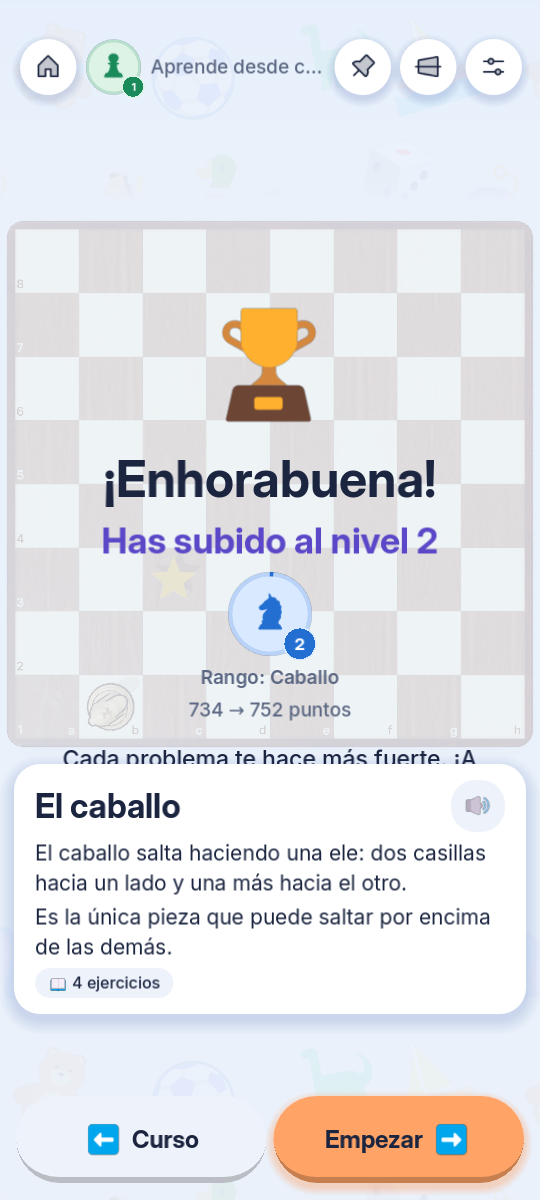 1
Aprende desde c...
8
7
6
5
4
3
2
1
a
b
c
d
e
f
g
h
¡Enhorabuena!
Has subido al nivel 2
2
Rango: Caballo
734 → 752 puntos
Cada problema te hace más fuerte. ¡A
El caballo
El caballo salta haciendo una ele: dos casillas
hacia un lado y una más hacia el otro.
Es la única pieza que puede saltar por encima
de las demás.
4 ejercicios
Curso
Empezar